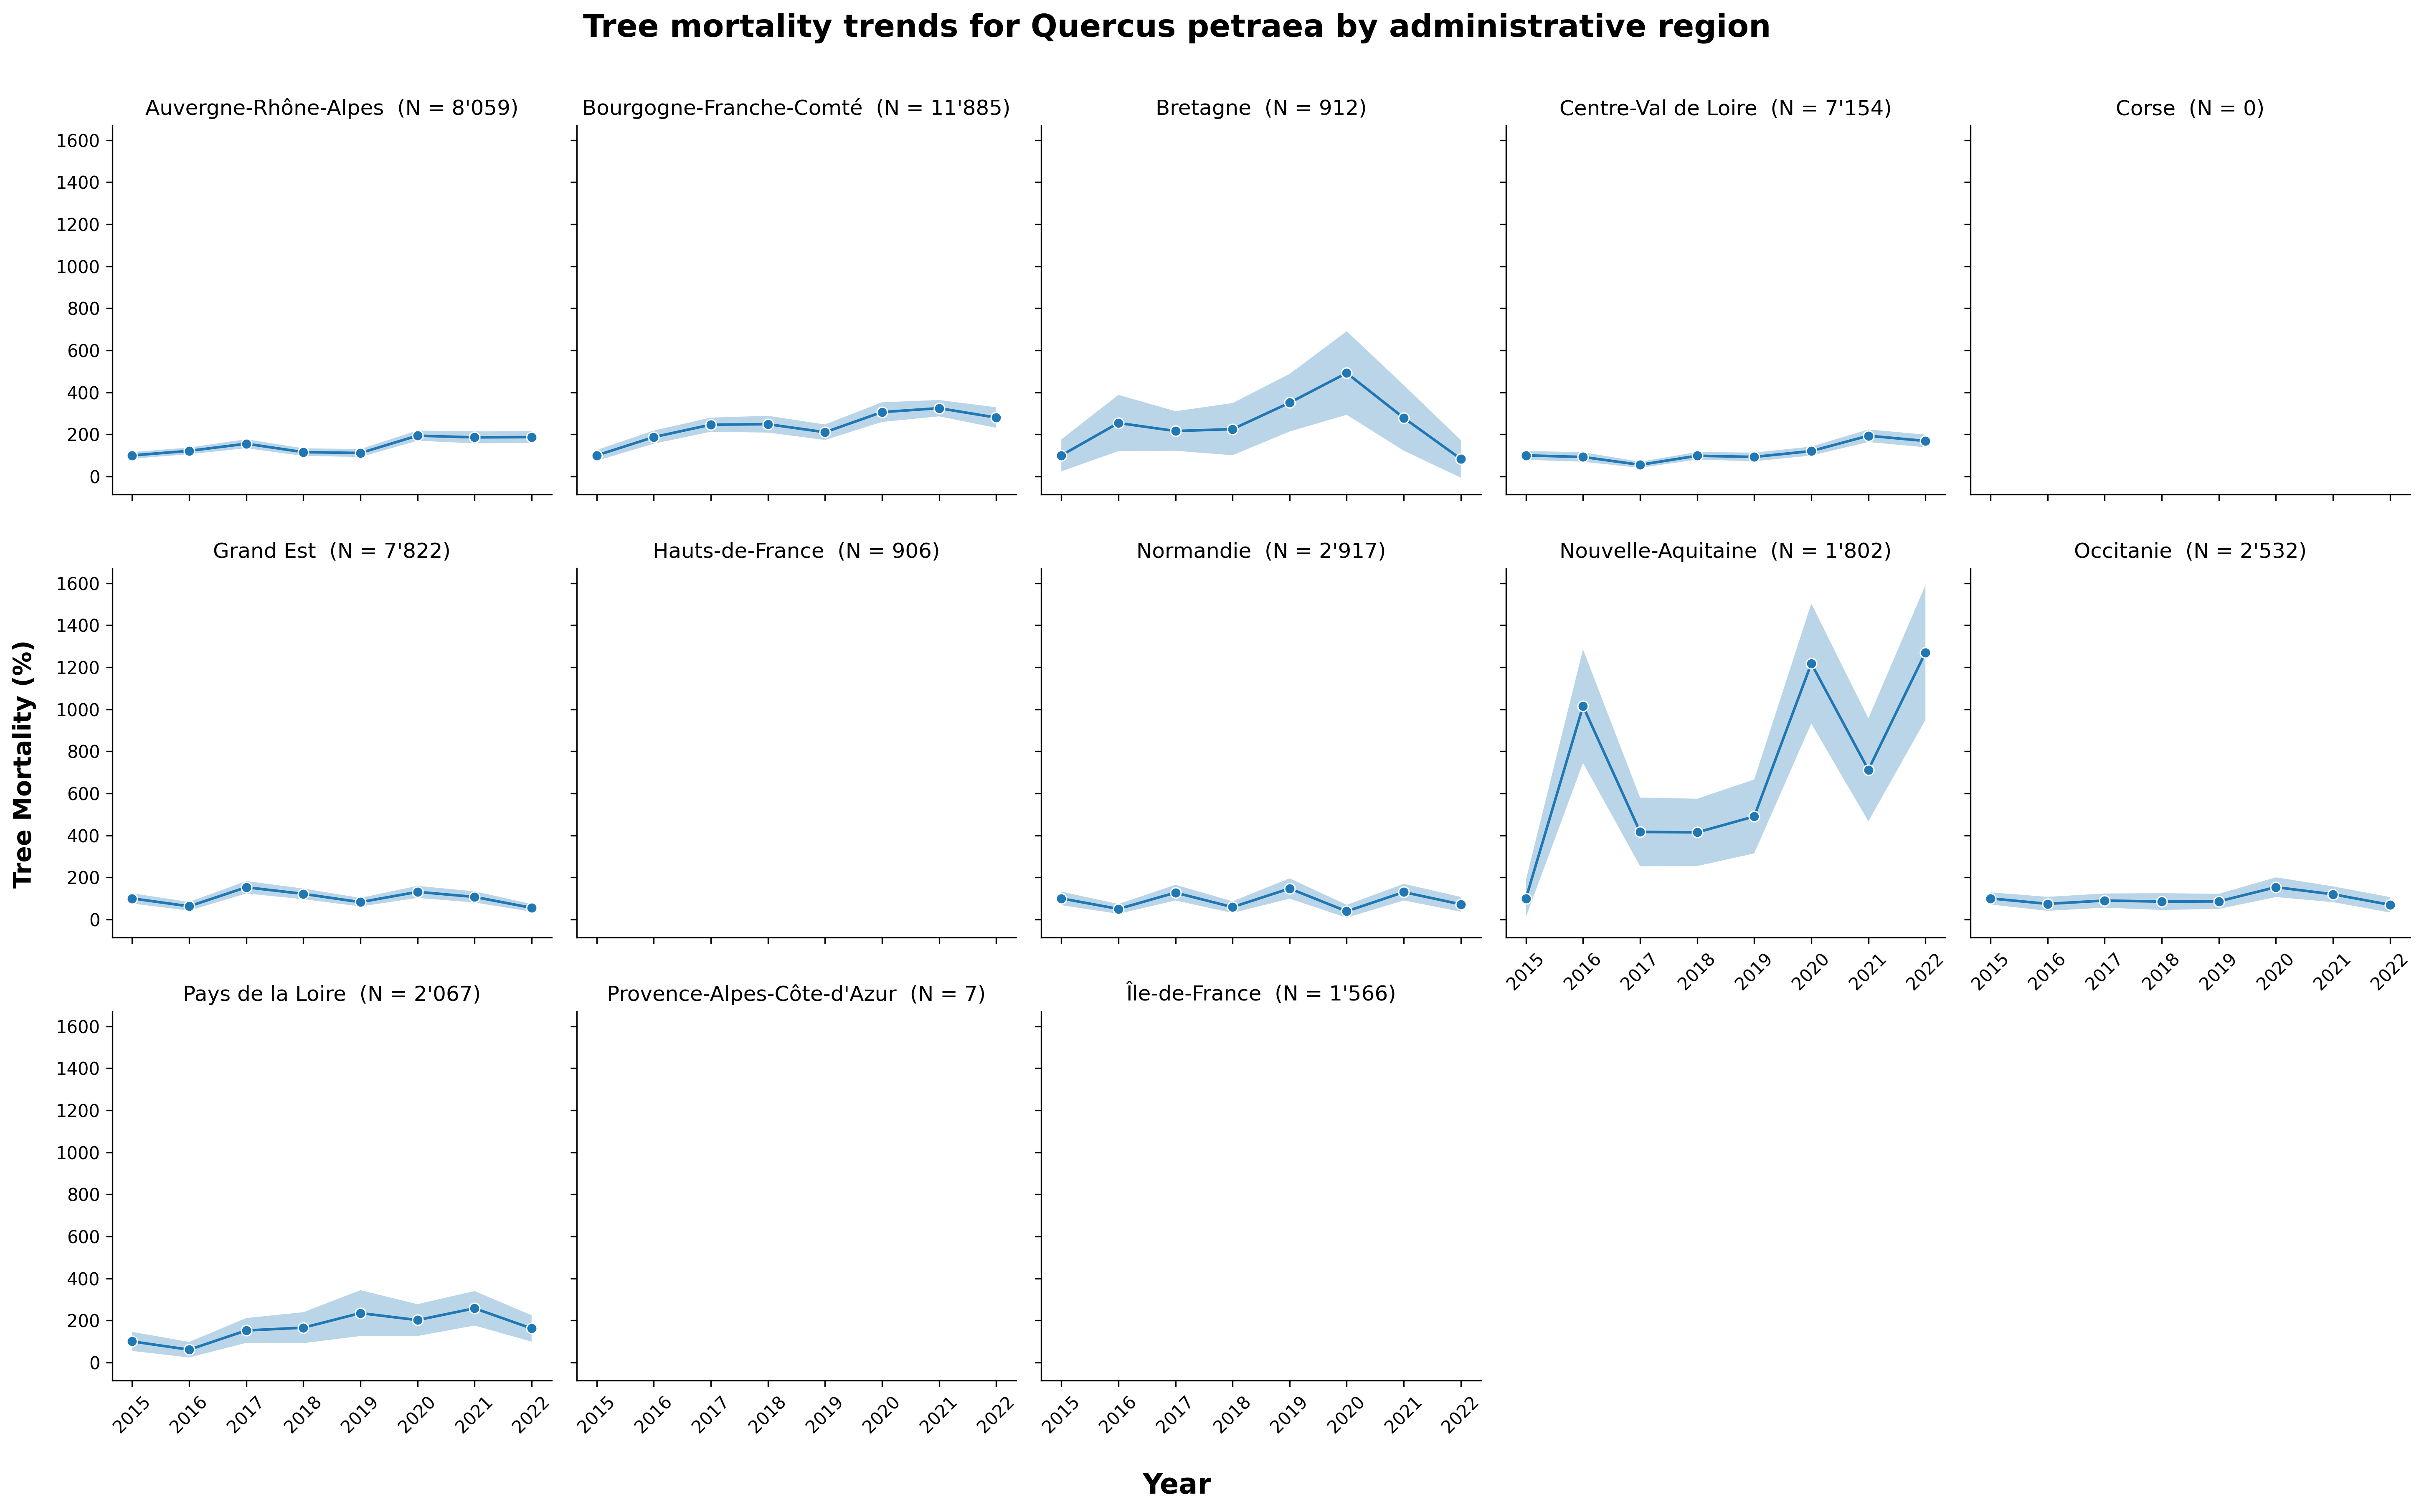 Tree mortality trends for Quercus petraea by administrative region
Auvergne-Rhône-Alpes (N = 8'059)
Bourgogne-Franche-Comté (N = 11'885)
Bretagne (N = 912)
Centre-Val de Loire (N = 7'154)
Corse (N = 0)
1600
1400
1200
1000
800
600
400
200
0
Grand Est (N = 7'822)
Hauts-de-France (N = 906)
Normandie (N = 2'917)
Nouvelle-Aquitaine (N = 1'802)
Occitanie (N = 2'532)
1600
1400
1200
1000
800
600
400
200
0
2015 2016 2017 2018 2019 2020 2021 2022
2015 2016 2017 2018 2019 2020 2021 2022
Tree Mortality (%)
Pays de la Loire (N = 2'067)
Provence-Alpes-Côte-d'Azur (N = 7)
Île-de-France (N = 1'566)
1600
1400
1200
1000
800
600
400
200
0
2015 2016 2017 2018 2019 2020 2021 2022
2015 2016 2017 2018 2019 2020 2021 2022
2015 2016 2017 2018 2019 2020 2021 2022
Year